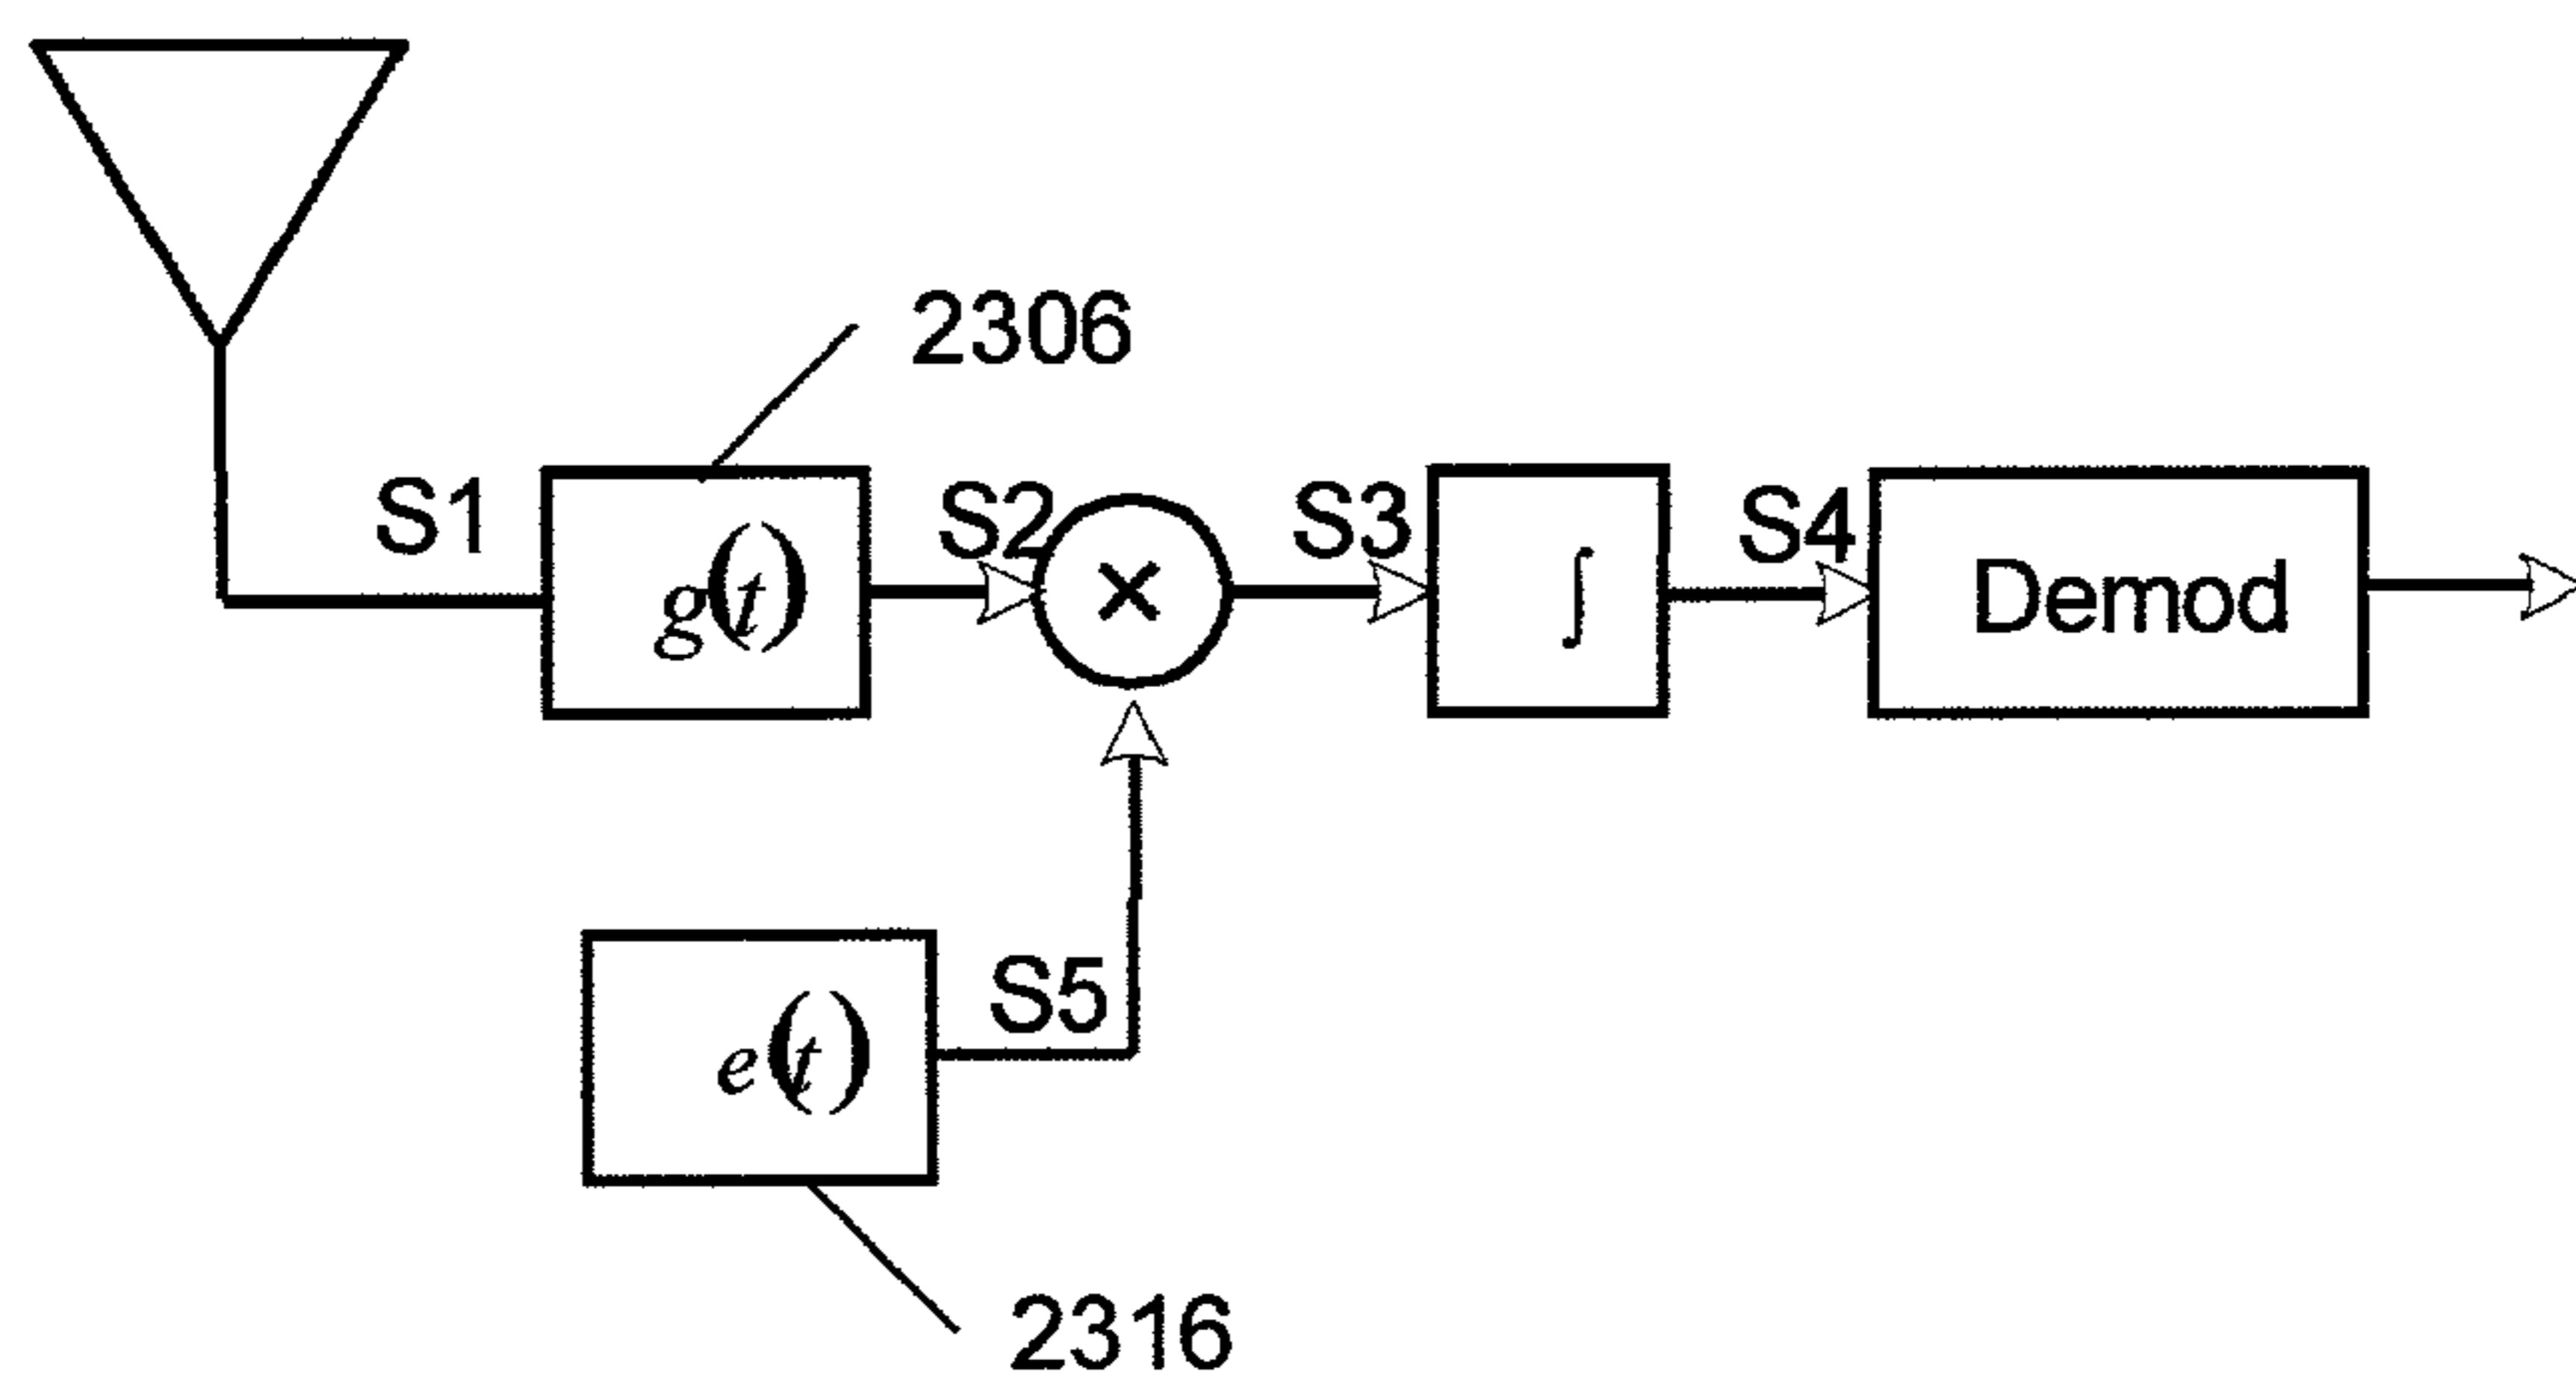 2306
S1
g(t)
S2
×
S3
∫
S4
Demod
e(t)
S5
2316